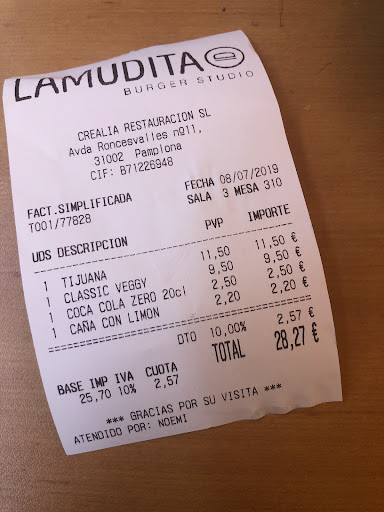 LAMUDITA
BURGER STUDIO
CREALIA RESTAURACION SL
Avda Roncesvalles nº11,
31002 Pamplona
CIF: B71226948
FACT.SIMPLIFICADA FECHA 08/07/2019
T001/77828 SALA 3 MESA 310
UDS DESCRIPCION PVP IMPORTE
1 TIJUANA 11,50 11,50 €
1 CLASSIC VEGGY 9,50 9,50 €
1 COCA COLA ZERO 20cl 2,50 2,50 €
1 CAÑA CON LIMON 2,20 2,20 €
DTO 10,00% 2,57 €
TOTAL 28,27 €
BASE IMP IVA CUOTA
25,70 10% 2,57
*** GRACIAS POR SU VISITA ***
ATENDIDO POR: NOEMI